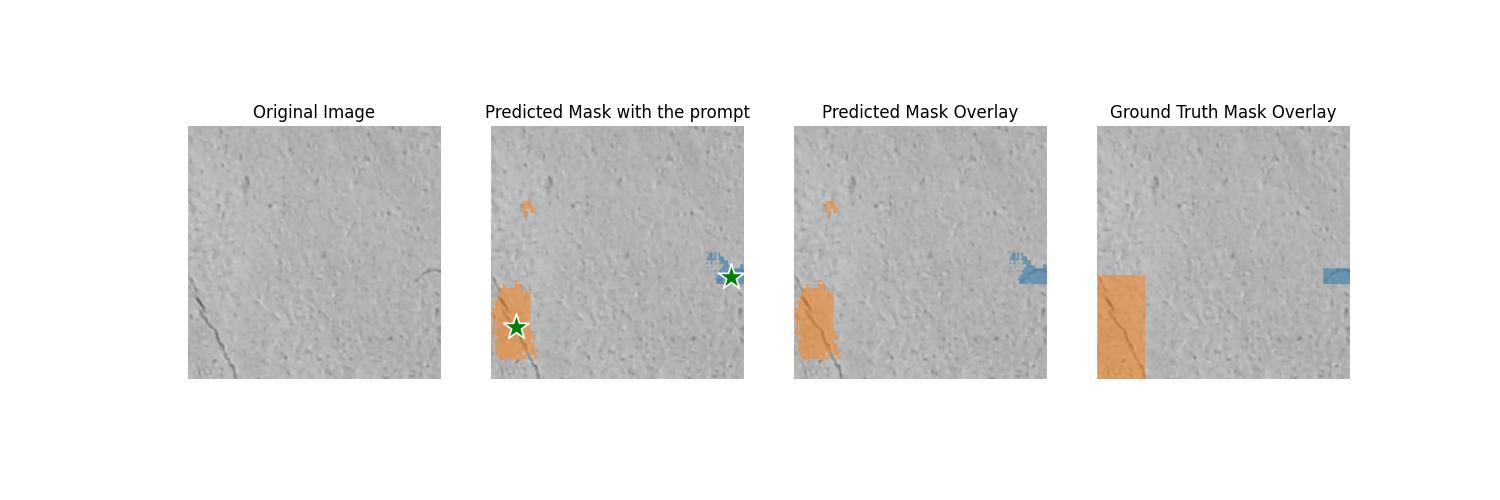 Original Image
Predicted Mask with the prompt
Predicted Mask Overlay
Ground Truth Mask Overlay